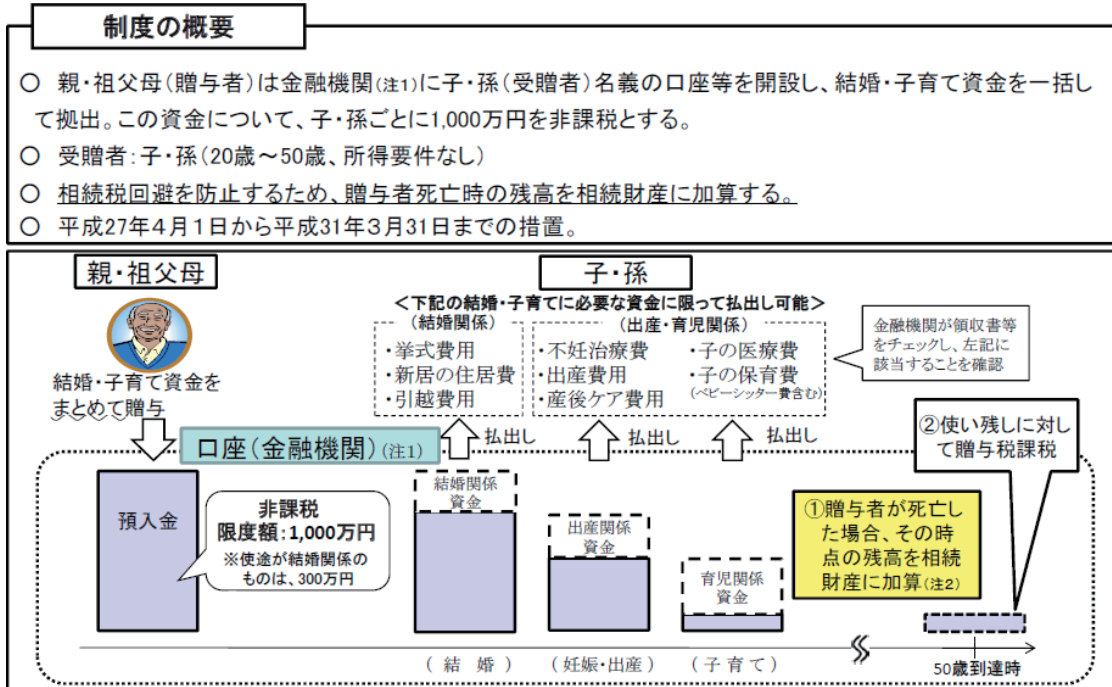 制度の概要
○ 親・祖父母(贈与者)は金融機関(注1)に子・孫(受贈者)名義の口座等を開設し、結婚・子育て資金を一括し
て拠出。この資金について、子・孫ごとに1,000万円を非課税とする。
○ 受贈者:子・孫(20歳～50歳、所得要件なし)
○ 相続税回避を防止するため、贈与者死亡時の残高を相続財産に加算する。
○ 平成27年4月1日から平成31年3月31日までの措置。
親・祖父母
子・孫
<下記の結婚・子育てに必要な資金に限って払出し可能>
(結婚関係)
・挙式費用
・新居の住居費
・引越費用
(出産・育児関係)
・不妊治療費
・出産費用
・産後ケア費用
・子の医療費
・子の保育費
(ベビーシッター費含む)
金融機関が領収書等
をチェックし、左記に
該当することを確認
結婚・子育て資金を
まとめて贈与
口座(金融機関)(注1)
払出し
払出し
払出し
②使い残しに対し
て贈与税課税
預入金
非課税
限度額:1,000万円
※使途が結婚関係の
ものは、300万円
結婚関係
資金
出産関係
資金
育児関係
資金
①贈与者が死亡し
た場合、その時
点の残高を相続
財産に加算(注2)
(結婚)
(妊娠・出産)
(子育て)
50歳到達時